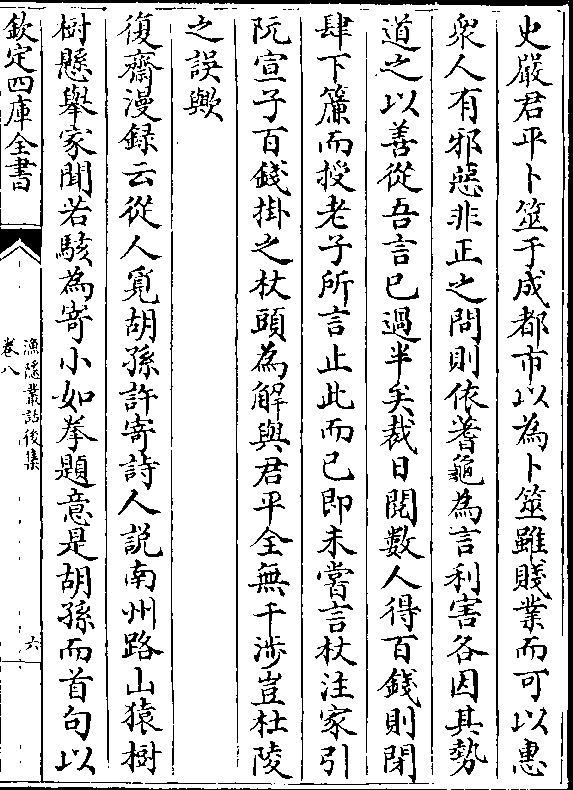 史嚴君平卜筮于成都市以為卜筮雖賤業而可以惠
衆人有邪惡非正之問則依蓍龜為言利害各因其勢
道之以善從吾言已過半矣裁日閲數人得百錢則閉
肆下簾而授老子所言止此而已即未嘗言杖注家引
阮宣子百錢掛之杖頭為解與君平全無干涉豈杜陵
之誤歟
復齋漫録云從人覓胡孫許寄詩人説南州路山猿樹
樹懸舉家聞若駭為寄小如拳題意是胡孫而首句以
欽定四庫全書
漁隱叢話後集
卷八
六